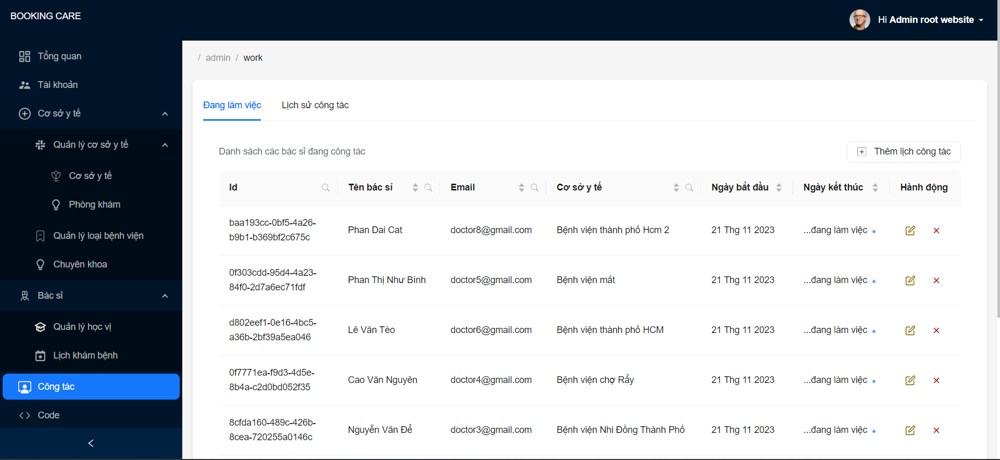 BOOKING CARE
Hi Admin root website
Tổng quan
Tài khoản
Cơ sở y tế
Quản lý cơ sở y tế
Cơ sở y tế
Phòng khám
Quản lý loại bệnh viện
Chuyên khoa
Bác sĩ
Quản lý học vị
Lịch khám bệnh
Công tác
Code
/ admin / work
Đang làm việc Lịch sử công tác
Danh sách các bác sĩ đang công tác
Thêm lịch công tác
Id Tên bác sĩ Email Cơ sở y tế Ngày bắt đầu Ngày kết thúc Hành động
baa193cc-0bf5-4a26-
b9b1-b369bf2c675c
Phan Dai Cat doctor8@gmail.com Bệnh viện thành phố Hcm 2 21 Thg 11 2023 ...đang làm việc
0f303cdd-95d4-4a23-
84f0-2d7a6ec71fdf
Phan Thị Như Bình doctor5@gmail.com Bệnh viện mắt 21 Thg 11 2023 ...đang làm việc
d802eef1-0e16-4bc5-
a36b-2bf39a5ea046
Lê Văn Tèo doctor6@gmail.com Bệnh viện thành phố HCM 21 Thg 11 2023 ...đang làm việc
0f7771ea-f9d3-4d5e-
8b4a-c2d0bd052f35
Cao Văn Nguyên doctor4@gmail.com Bệnh viện chợ Rẩy 21 Thg 11 2023 ...đang làm việc
8cfda160-489c-426b-
8cea-720255a0146c
Nguyễn Văn Để doctor3@gmail.com Bệnh viện Nhi Đồng Thành Phố 21 Thg 11 2023 ...đang làm việc